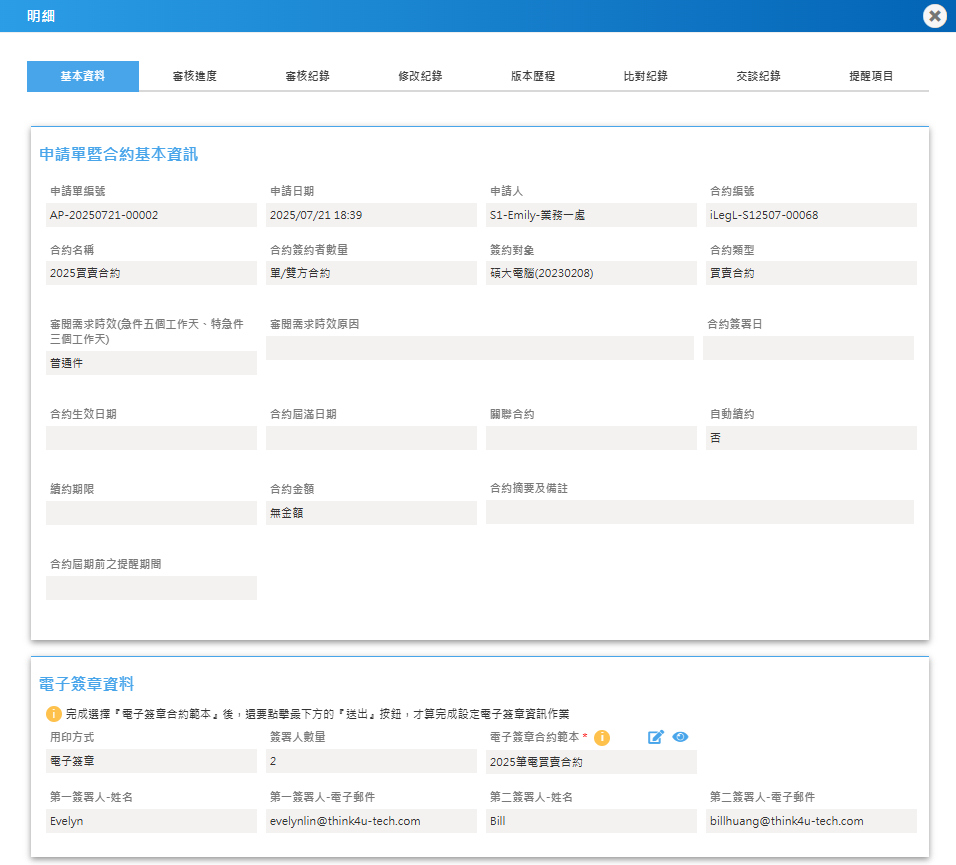 明細
基本資料 審核進度 審核紀錄 修改紀錄 版本歷程 比對紀錄 交談紀錄 提醒項目
申請單暨合約基本資訊
申請單編號 申請日期 申請人 合約編號
AP-20250721-00002 2025/07/21 18:39 S1-Emily-業務一處 iLegL-S12507-00068
合約名稱 合約簽約者數量 簽約對象 合約類型
2025買賣合約 單/雙方合約 碩大電腦(20230208) 買賣合約
審閱需求時效(急件五個工作天、特急件 審閱需求時效原因 合約簽署日
三個工作天)
普通件
合約生效日期 合約屆滿日期 關聯合約 自動續約
否
續約期限 合約金額 合約摘要及備註
無金額
合約屆期前之提醒期間
電子簽章資料
完成選擇『電子簽章合約範本』後，還要點擊最下方的『送出』按鈕，才算完成設定電子簽章資訊作業
用印方式 簽署人數量 電子簽章合約範本 *
電子簽章 2 2025筆電買賣合約
第一簽署人-姓名 第一簽署人-電子郵件 第二簽署人-姓名 第二簽署人-電子郵件
Evelyn evelynlin@think4u-tech.com Bill billhuang@think4u-tech.com